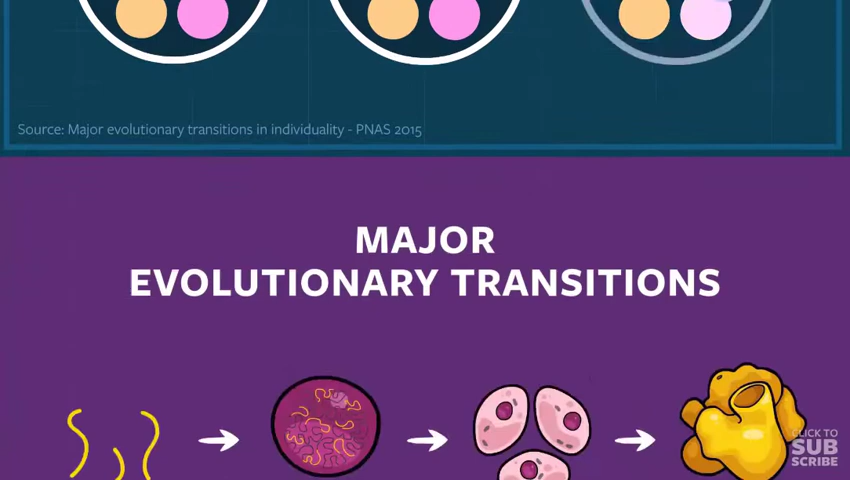 Source: Major evolutionary transitions in individuality - PNAS 2015
MAJOR
EVOLUTIONARY TRANSITIONS
CLICK TO
SUB
SCRIBE